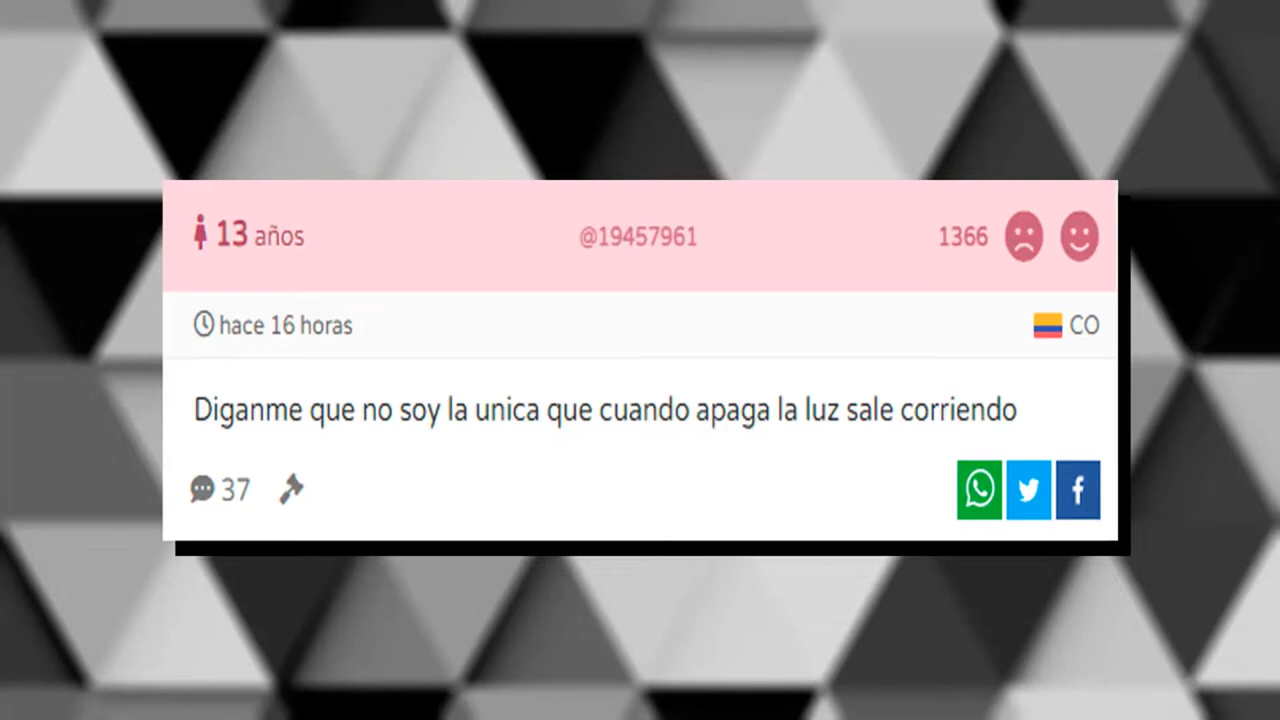 13 años @19457961 1366
hace 16 horas CO
Diganme que no soy la unica que cuando apaga la luz sale corriendo
37